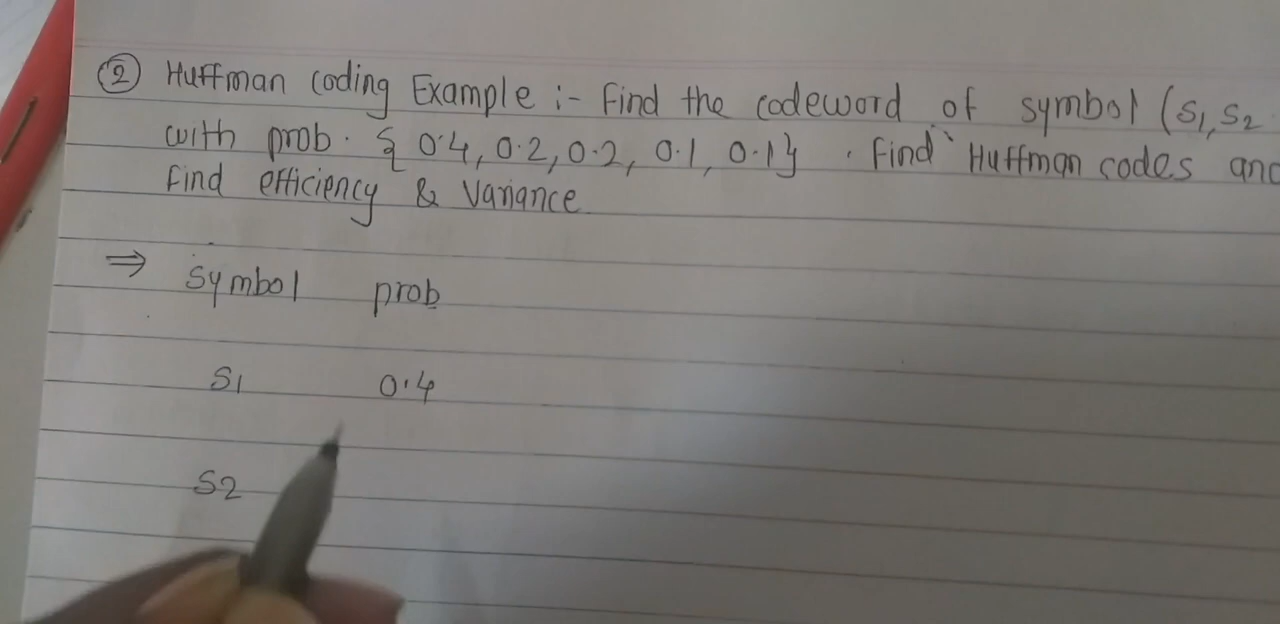 ② Huffman Coding Example :- Find the codeword of symbol (S1, S2
with prob. { 0.4, 0.2, 0.2, 0.1, 0.1} . Find Huffman codes and
find efficiency & Variance
⇒ Symbol prob
S1 0.4
S2